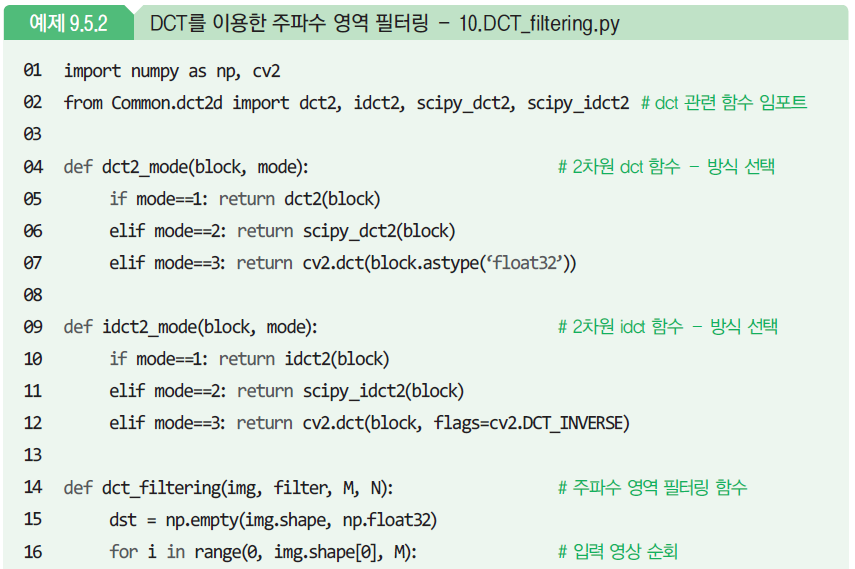 예제 9.5.2 DCT를 이용한 주파수 영역 필터링 - 10.DCT_filtering.py
01 import numpy as np, cv2
02 from Common.dct2d import dct2, idct2, scipy_dct2, scipy_idct2 # dct 관련 함수 임포트
03
04 def dct2_mode(block, mode): # 2차원 dct 함수 - 방식 선택
05 if mode==1: return dct2(block)
06 elif mode==2: return scipy_dct2(block)
07 elif mode==3: return cv2.dct(block.astype(‘float32’))
08
09 def idct2_mode(block, mode): # 2차원 idct 함수 - 방식 선택
10 if mode==1: return idct2(block)
11 elif mode==2: return scipy_idct2(block)
12 elif mode==3: return cv2.dct(block, flags=cv2.DCT_INVERSE)
13
14 def dct_filtering(img, filter, M, N): # 주파수 영역 필터링 함수
15 dst = np.empty(img.shape, np.float32)
16 for i in range(0, img.shape[0], M): # 입력 영상 순회